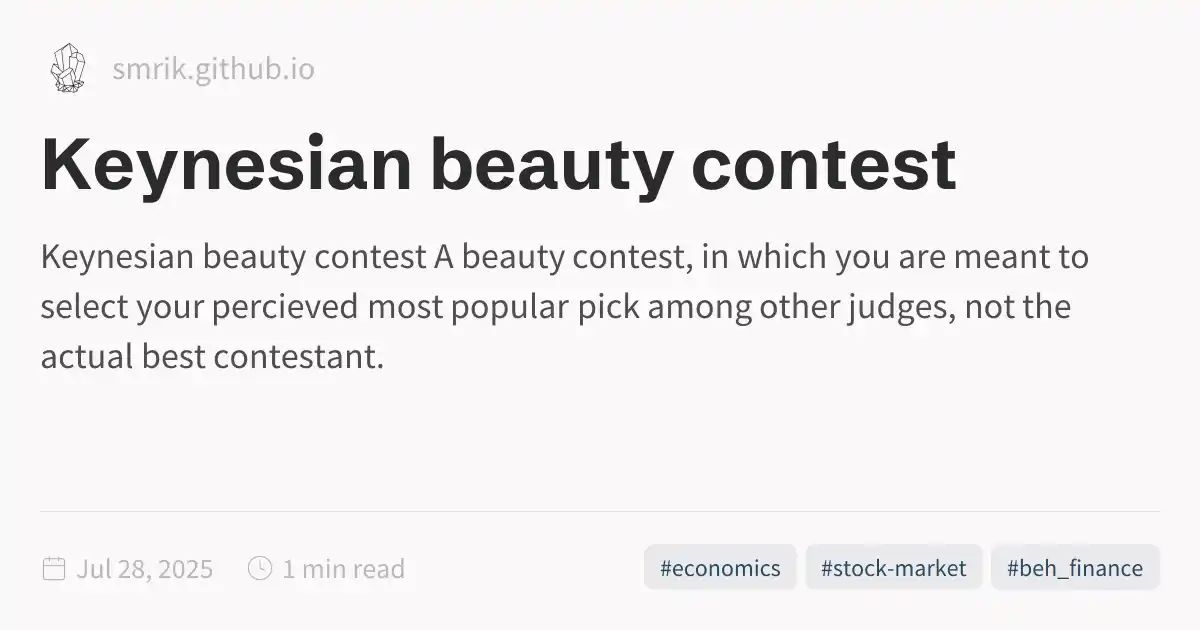 smrik.github.io
Keynesian beauty contest
Keynesian beauty contest A beauty contest, in which you are meant to
select your percieved most popular pick among other judges, not the
actual best contestant.
Jul 28, 2025 1 min read #economics #stock-market #beh_finance